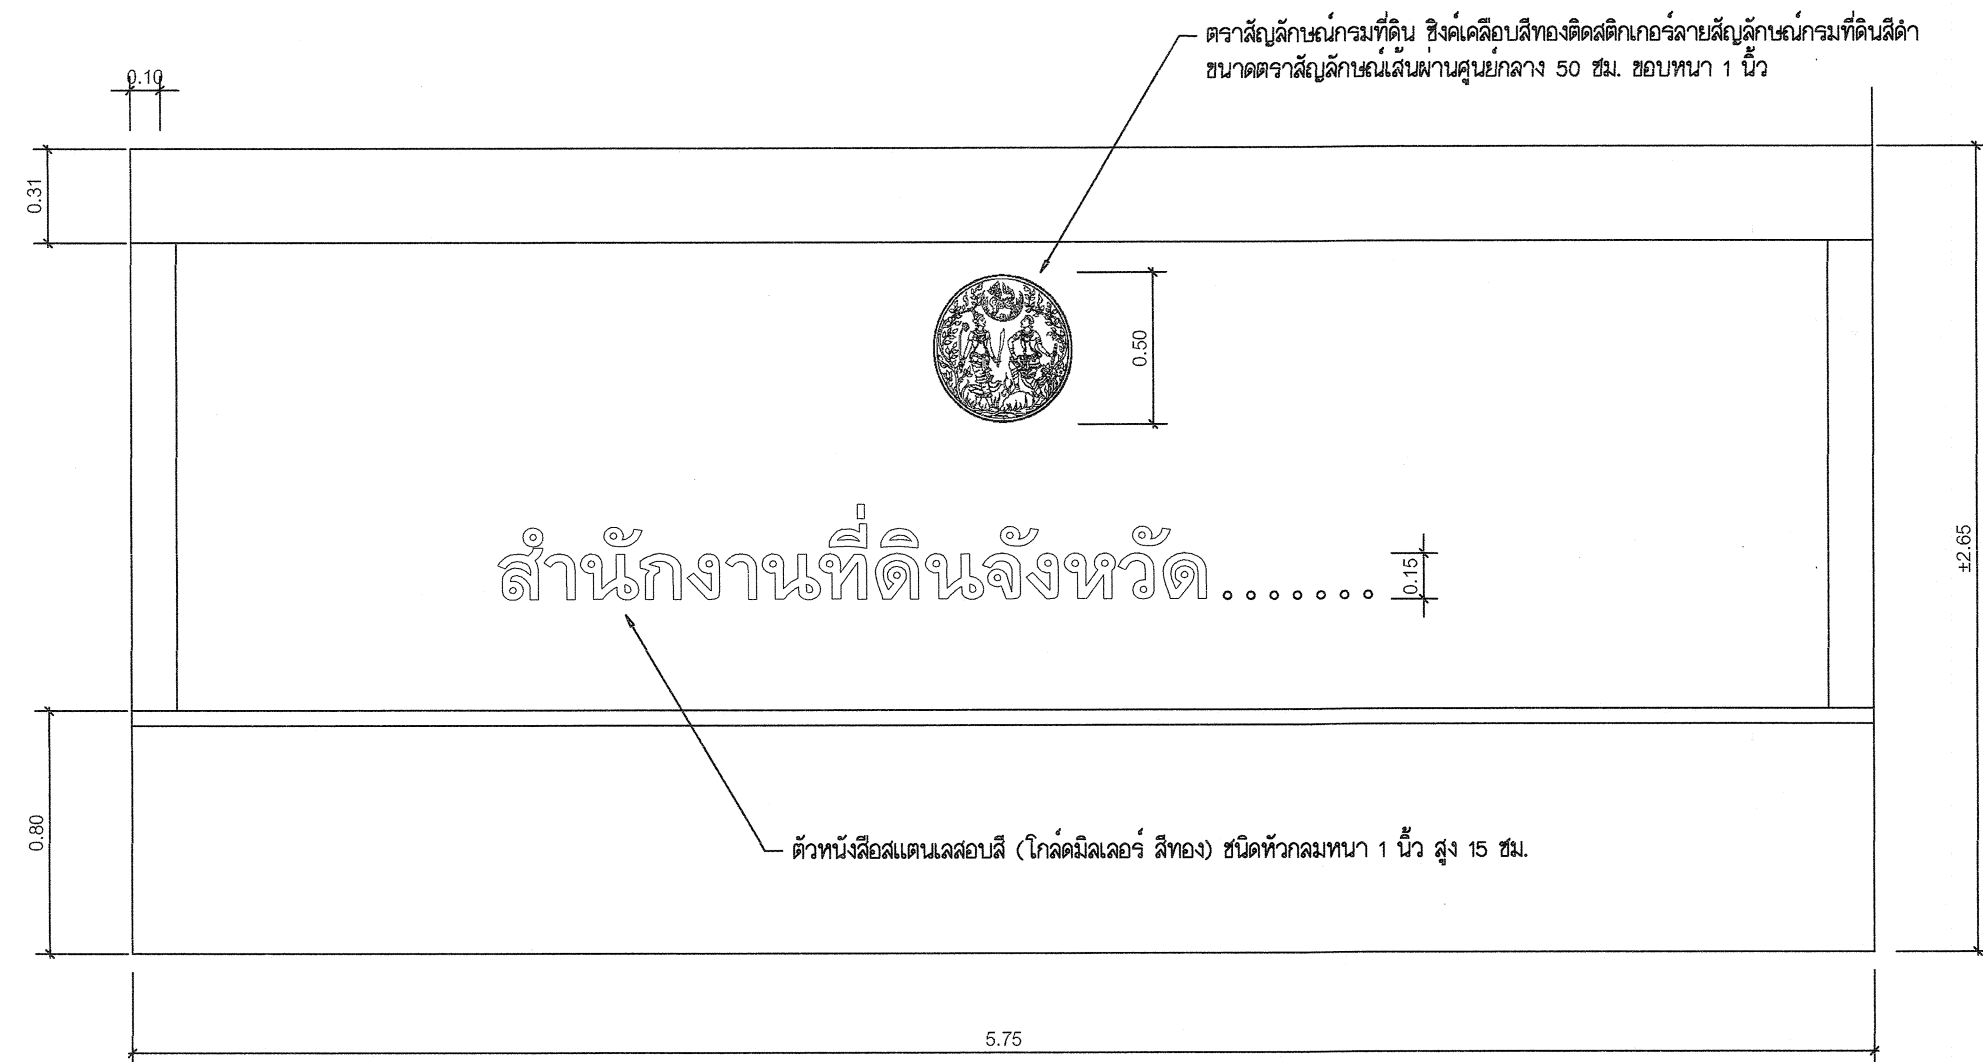 ตราสัญลักษณ์กรมที่ดิน ซิงค์เคลือบสีทองติดสติกเกอร์ลายสัญลักษณ์กรมที่ดินสีดำ
ขนาดตราสัญลักษณ์เส้นผ่านศูนย์กลาง 50 ซม. ขอบหนา 1 นิ้ว
0.10
0.31
0.50
สำนักงานที่ดินจังหวัด.......
0.15
±2.65
0.80
ตัวหนังสือสแตนเลสอบสี (โกล์ดมิลเลอร์ สีทอง) ชนิดหัวกลมหนา 1 นิ้ว สูง 15 ซม.
5.75